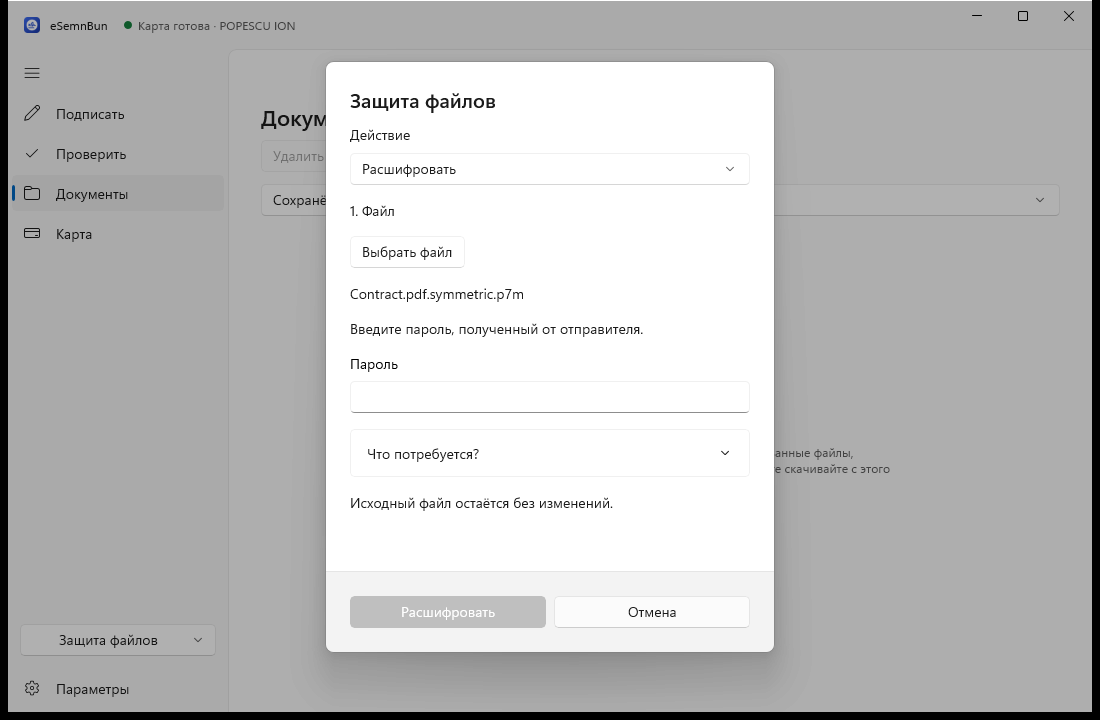 eSemnBun
Карта готова · POPESCU ION
Подписать
Проверить
Документы
Карта
Защита файлов
Параметры
Докум
Удалить
Сохранё
анные файлы,
е скачивайте с этого
Защита файлов
Действие
Расшифровать
1. Файл
Выбрать файл
Contract.pdf.symmetric.p7m
Введите пароль, полученный от отправителя.
Пароль
Что потребуется?
Исходный файл остаётся без изменений.
Расшифровать
Отмена